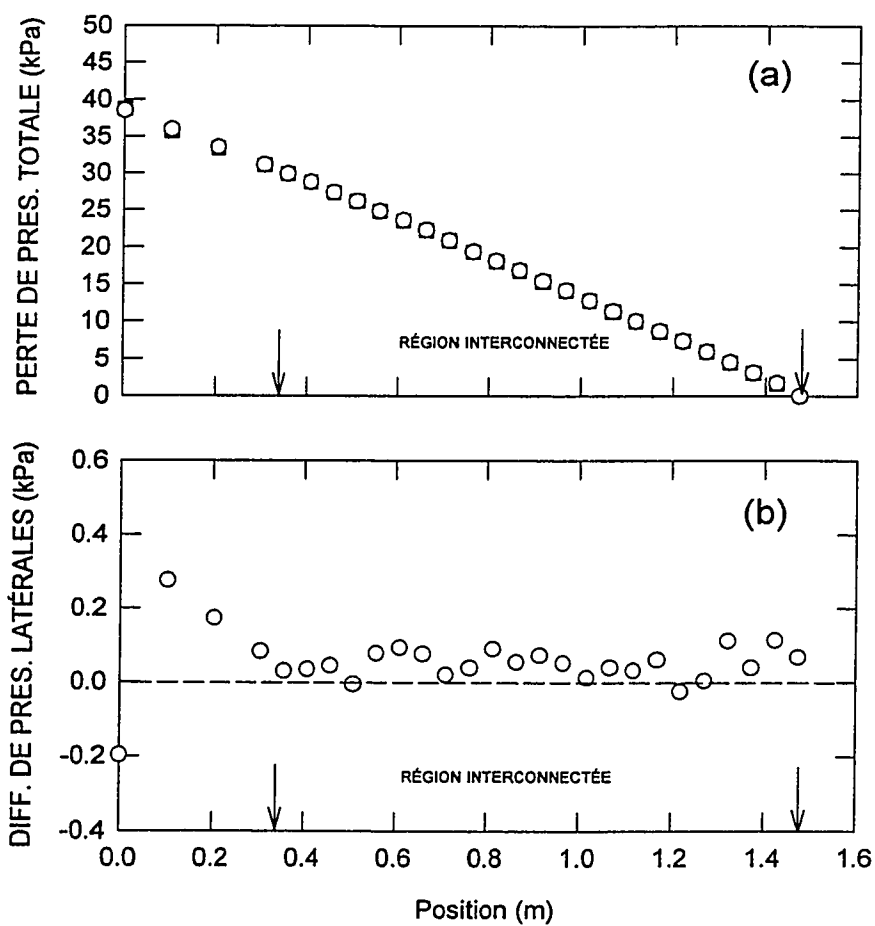 PERTE DE PRES. TOTALE (kPa)
50
45
40
35
30
25
20
15
10
5
0
(a)
RÉGION INTERCONNECTÉE
DIFF. DE PRES. LATÉRALES (kPa)
0.6
0.4
0.2
0.0
-0.2
-0.4
(b)
RÉGION INTERCONNECTÉE
0.0 0.2 0.4 0.6 0.8 1.0 1.2 1.4 1.6
Position (m)